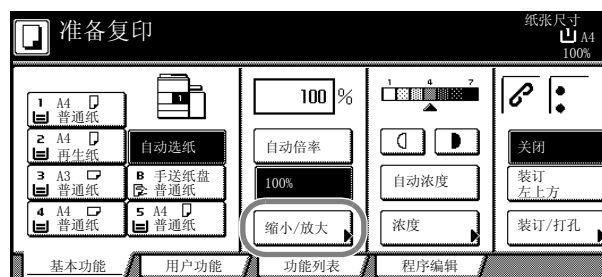 准备复印
纸张尺寸
A4
100%
1 A4
普通纸
2 A4
再生纸
3 A3
普通纸
4 A4
普通纸
1
自动选纸
B 手送纸盘
普通纸
5 A4
普通纸
100 %
自动倍率
100%
缩小/放大
1 4 7
自动浓度
浓度
关闭
装订
左上方
装订/打孔
基本功能 用户功能 功能列表 程序编辑